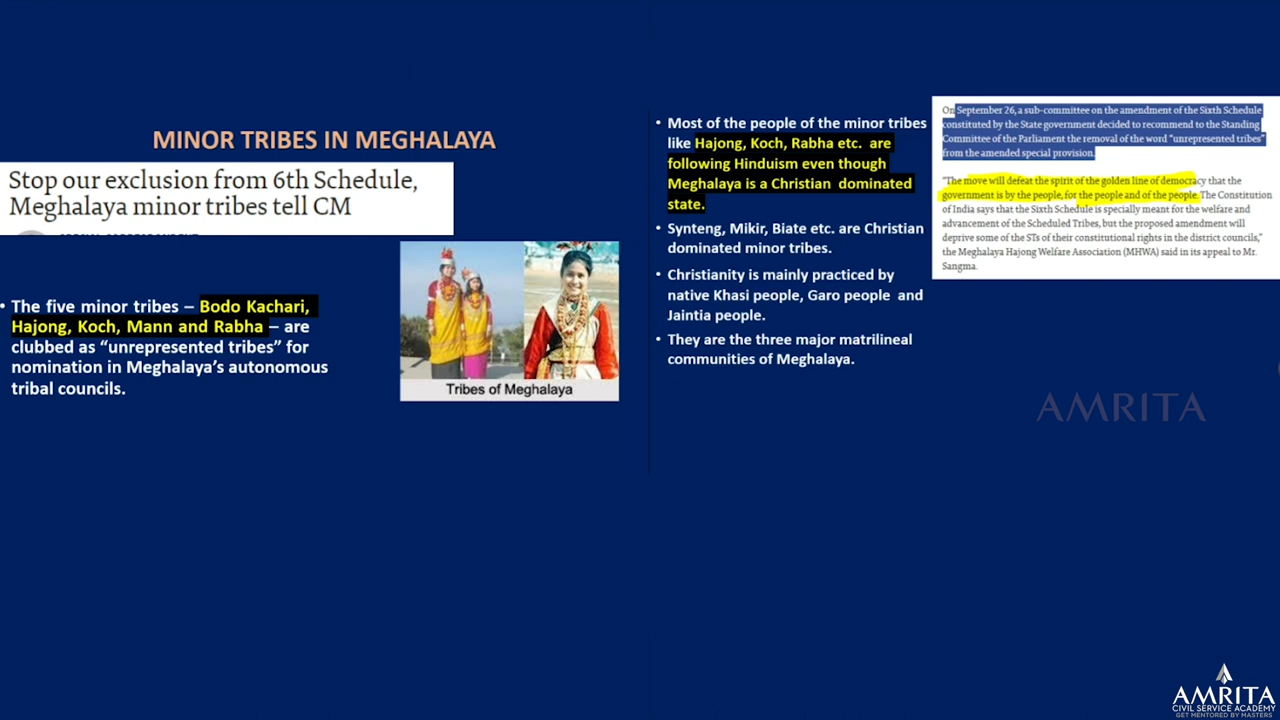 MINOR TRIBES IN MEGHALAYA
Stop our exclusion from 6th Schedule,
Meghalaya minor tribes tell CM
• The five minor tribes – Bodo Kachari,
Hajong, Koch, Mann and Rabha – are
clubbed as “unrepresented tribes” for
nomination in Meghalaya’s autonomous
tribal councils.
Tribes of Meghalaya
• Most of the people of the minor tribes
like Hajong, Koch, Rabha etc. are
following Hinduism even though
Meghalaya is a Christian dominated
state.
• Synteng, Mikir, Biate etc. are Christian
dominated minor tribes.
• Christianity is mainly practiced by
native Khasi people, Garo people and
Jaintia people.
• They are the three major matrilineal
communities of Meghalaya.
On September 26, a sub-committee on the amendment of the Sixth Schedule
constituted by the State government decided to recommend to the Standing
Committee of the Parliament the removal of the word “unrepresented tribes”
from the amended special provision.
“The move will defeat the spirit of the golden line of democracy that the
government is by the people, for the people and of the people. The Constitution
of India says that the Sixth Schedule is specially meant for the welfare and
advancement of the Scheduled Tribes, but the proposed amendment will
deprive some of the STs of their constitutional rights in the district councils,”
the Meghalaya Hajong Welfare Association (MHWA) said in its appeal to Mr.
Sangma.
AMRITA
AMRITA
CIVIL SERVICE ACADEMY
GET MENTORED BY MASTERS